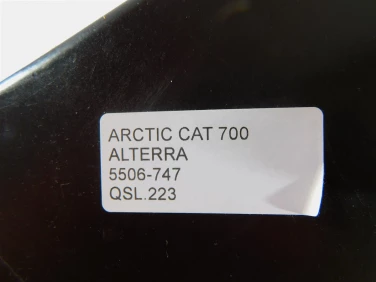 ARCTIC CAT 700
ALTERRA
5506-747
QSL.223